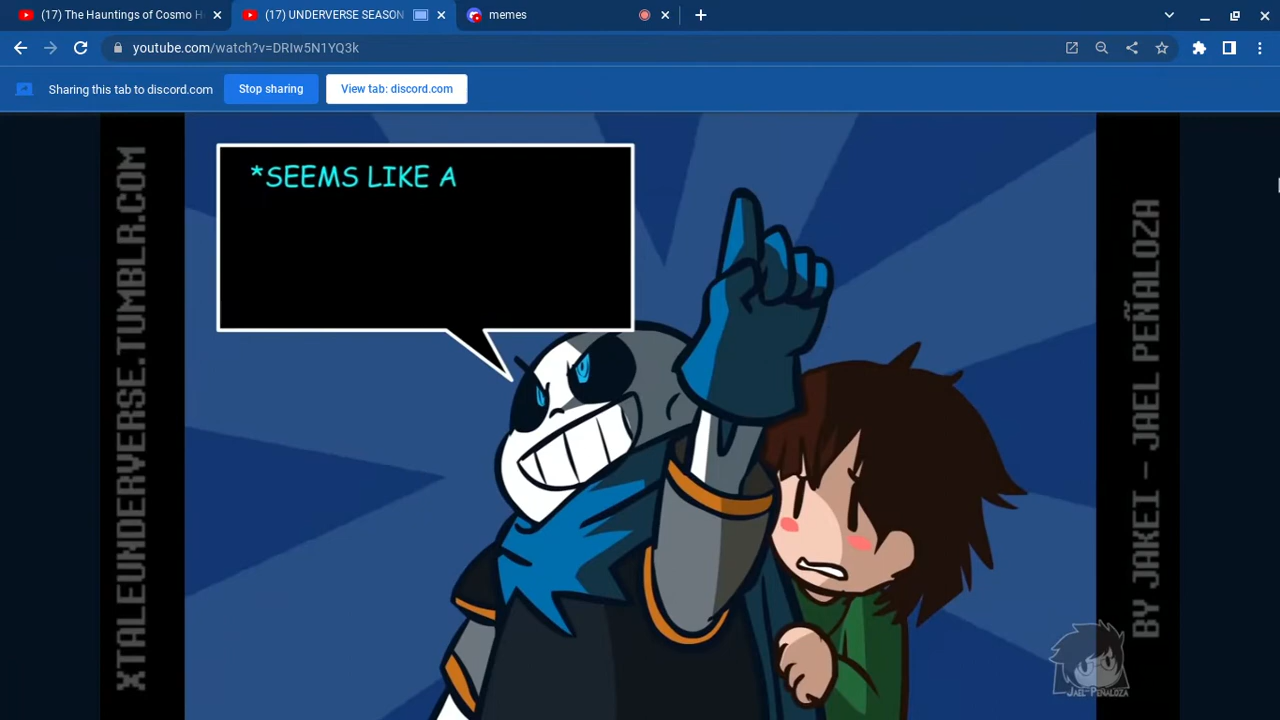 (17) The Hauntings of Cosmo H
(17) UNDERVERSE SEASON
memes
youtube.com/watch?v=DRIw5N1YQ3k
Sharing this tab to discord.com
Stop sharing
View tab: discord.com
XTALEUNDERVERSE.TUMBLR.COM
*SEEMS LIKE A
BY JAKEI - JAEL PEÑALOZA
JAEL-PEÑALOZA